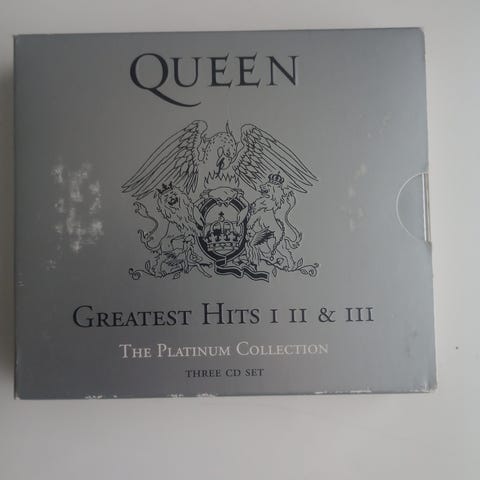 QUEEN
GREATEST HITS I II & III
THE PLATINUM COLLECTION
THREE CD SET